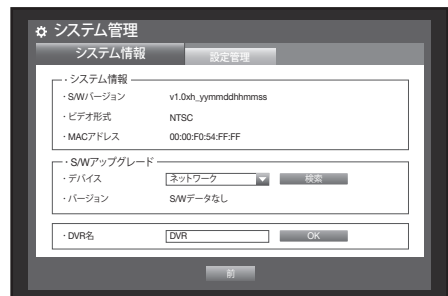 システム管理
システム情報 設定管理
・システム情報
・S/Wバージョン v1.0xh_yymmddhhmmss
・ビデオ形式 NTSC
・MACアドレス 00:00:F0:54:FF:FF
・S/Wアップグレード
・デバイス ネットワーク 検索
・バージョン S/Wデータなし
・DVR名 DVR OK
前